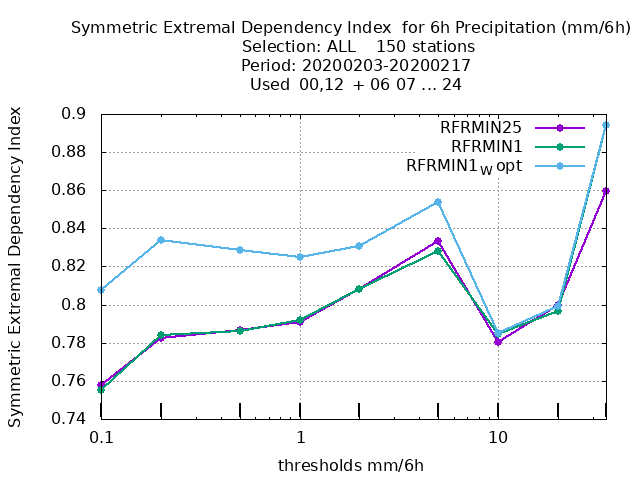 Symmetric Extremal Dependency Index  for 6h Precipitation (mm/6h)
Selection: ALL    150 stations
Period: 20200203-20200217
Used  00,12  + 06 07 ... 24
Symmetric Extremal Dependency Index
0.9
0.88
0.86
0.84
0.82
0.8
0.78
0.76
0.74
RFRMIN25
RFRMIN1
RFRMIN1_W opt
0.1 1 10
thresholds mm/6h